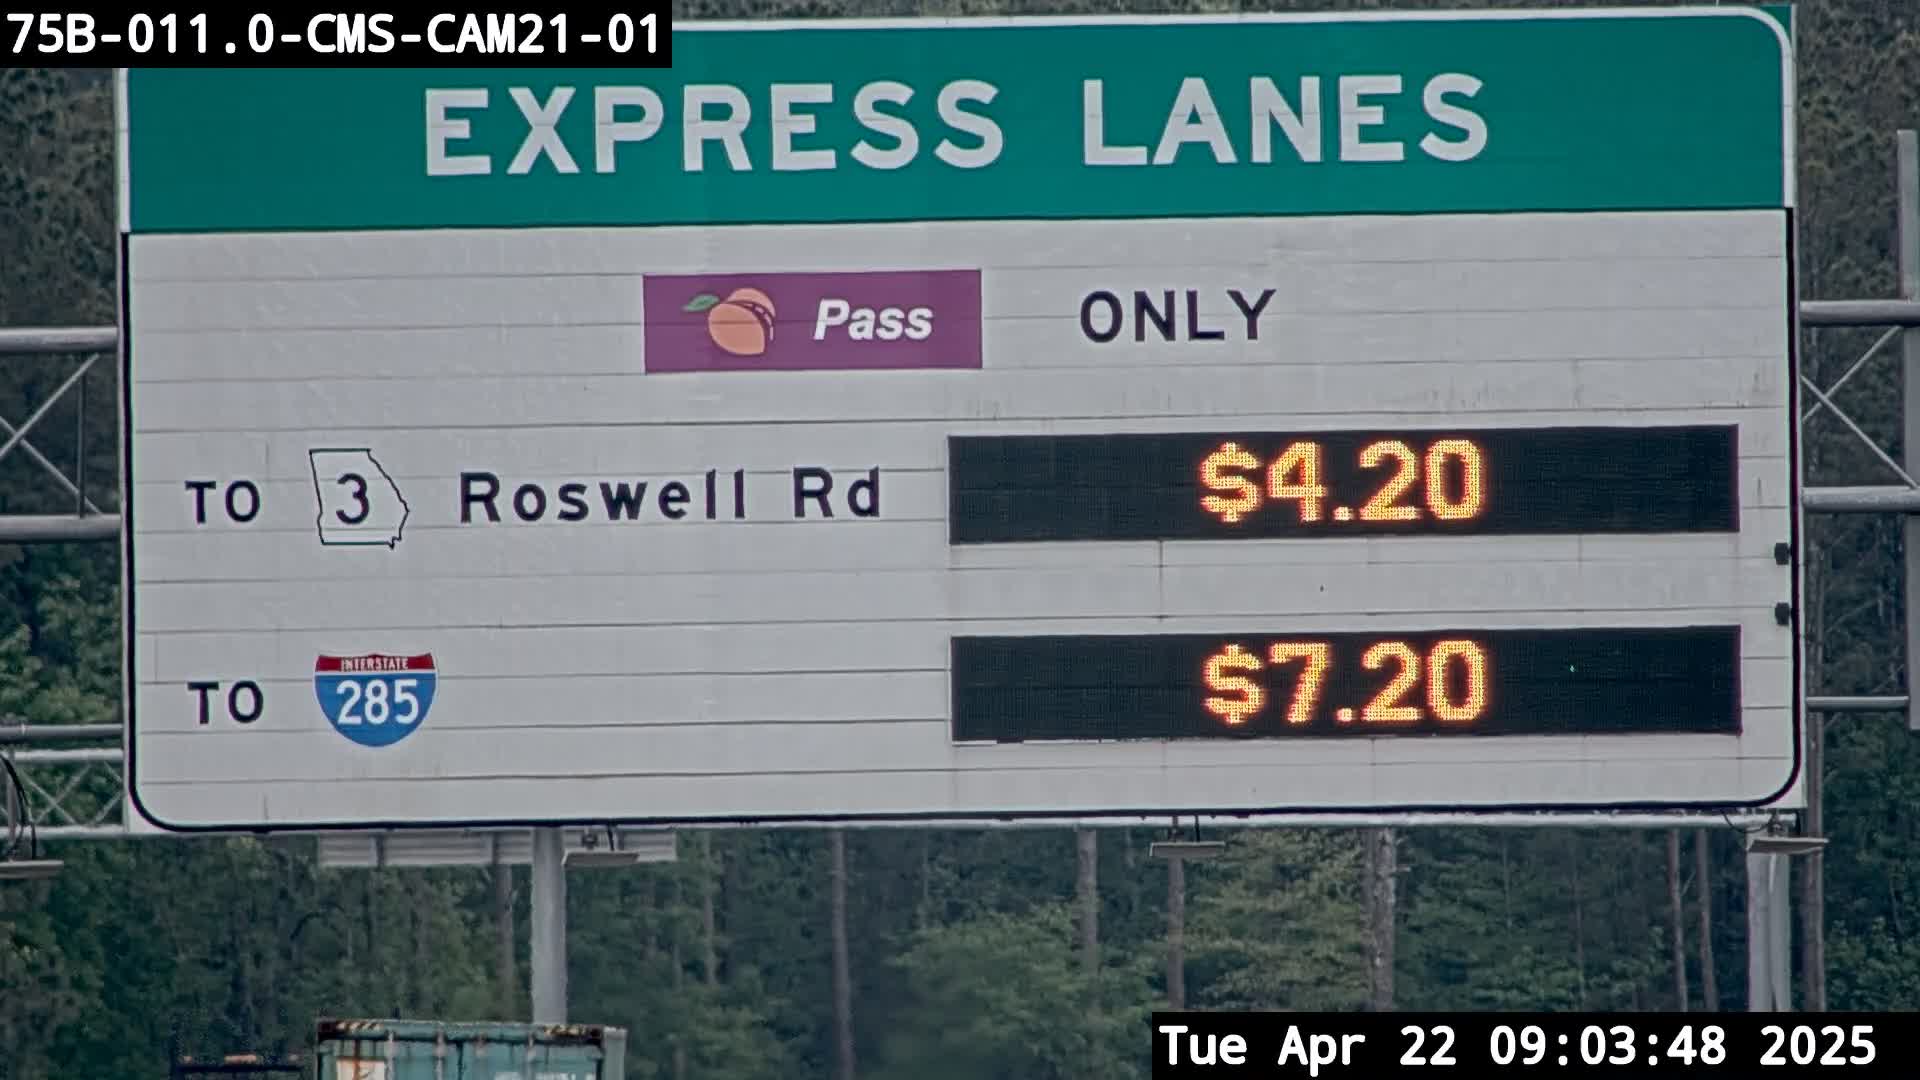 75B-011.0-CMS-CAM21-01
EXPRESS LANES
Pass ONLY
TO 3 Roswell Rd $4.20
INTERSTATE
TO 285 $7.20
Tue Apr 22 09:03:48 2025